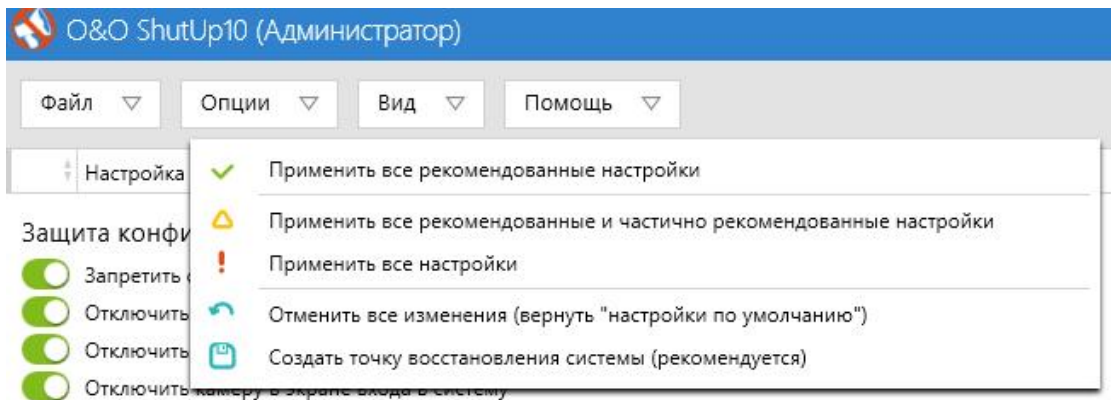 O&O ShutUp10 (Администратор)
Файл Опции Вид Помощь
Настройка
Применить все рекомендованные настройки
Применить все рекомендованные и частично рекомендованные настройки
Применить все настройки
Отменить все изменения (вернуть "настройки по умолчанию")
Создать точку восстановления системы (рекомендуется)
Защита конфи
Запретить
Отключить
Отключить
Отключить камеру в экране входа в систему